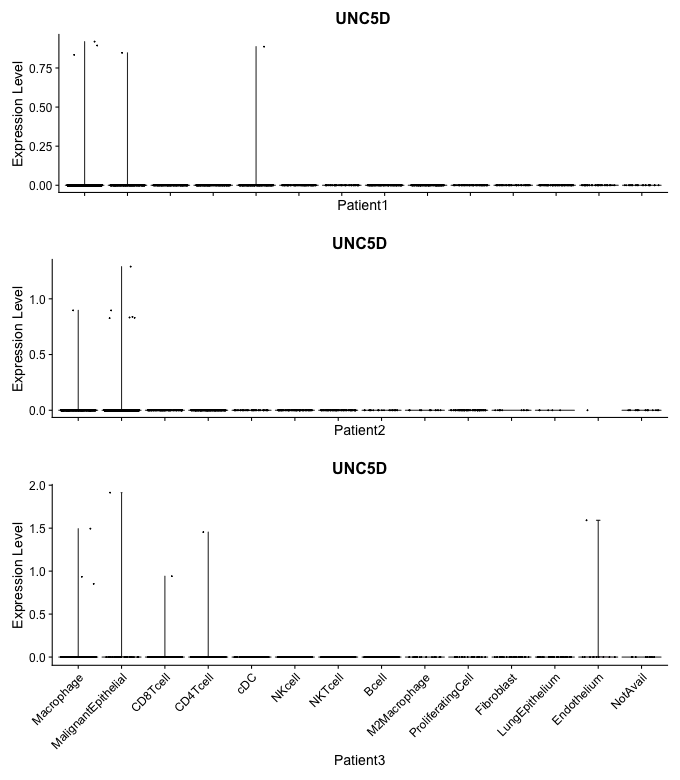 UNC5D
Expression Level
0.75
0.50
0.25
0.00
Patient1
UNC5D
Expression Level
1.0
0.5
0.0
Patient2
UNC5D
Expression Level
2.0
1.5
1.0
0.5
0.0
Macrophage
MalignantEpithelial
CD8Tcell
CD4Tcell
cDC
NKcell
NKTcell
Bcell
M2Macrophage
ProliferatingCell
Fibroblast
LungEpithelium
Endothelium
NotAvail
Patient3